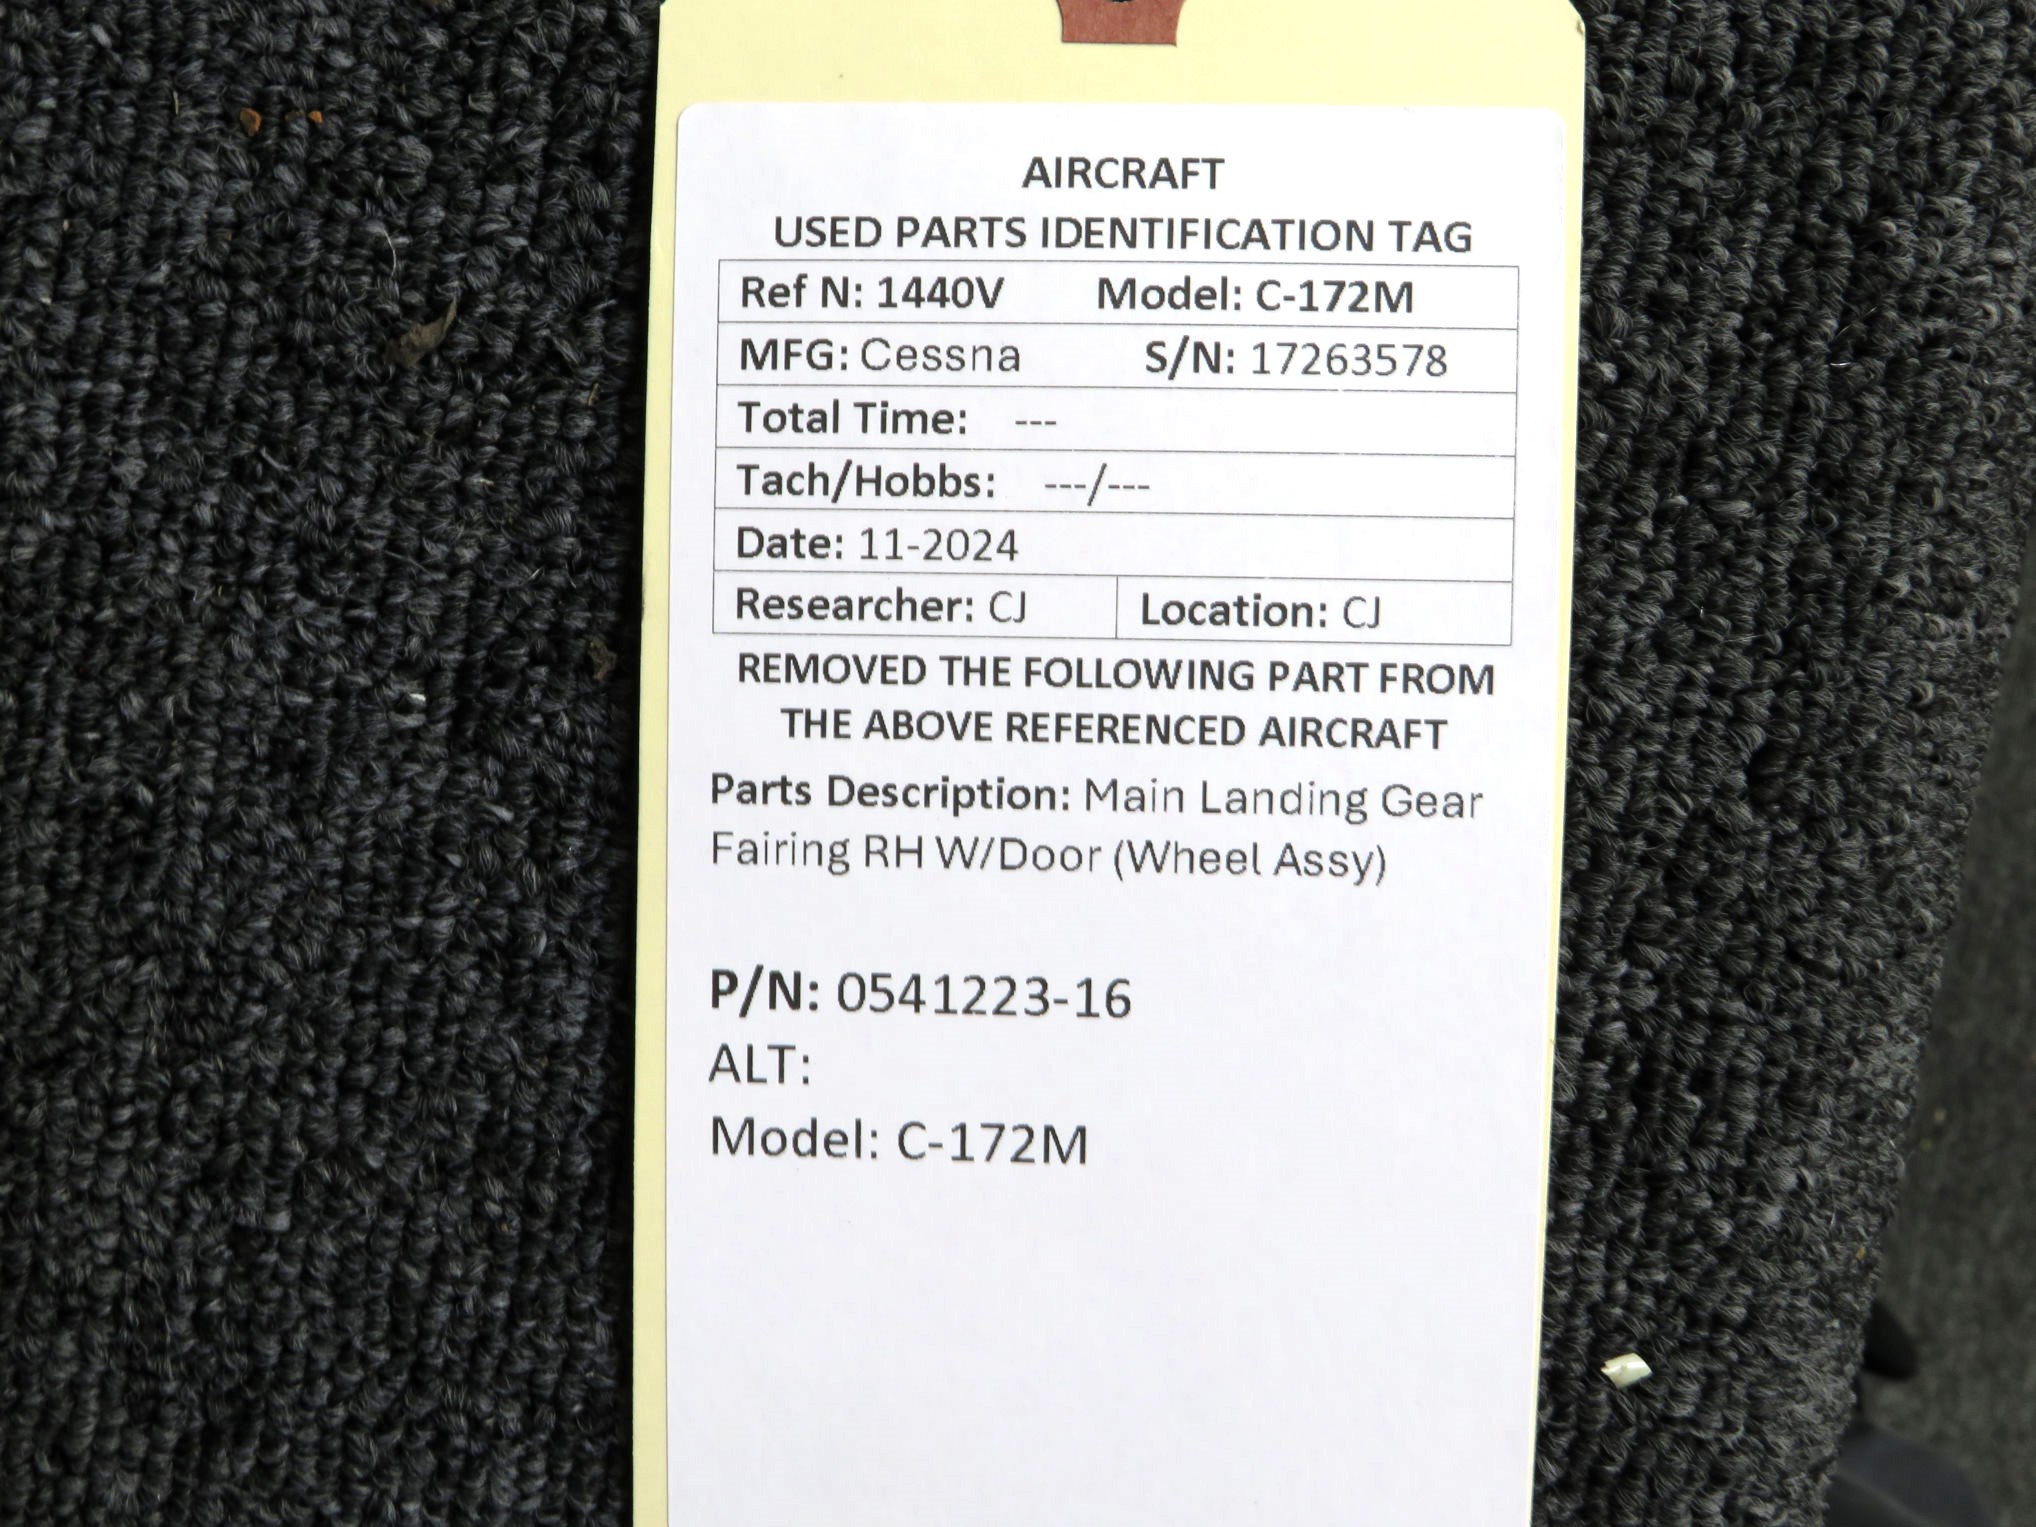 AIRCRAFT
USED PARTS IDENTIFICATION TAG
Ref N: 1440V Model: C-172M
MFG: Cessna S/N: 17263578
Total Time: ---
Tach/Hobbs: ---/---
Date: 11-2024
Researcher: CJ Location: CJ
REMOVED THE FOLLOWING PART FROM
THE ABOVE REFERENCED AIRCRAFT
Parts Description: Main Landing Gear
Fairing RH W/Door (Wheel Assy)
P/N: 0541223-16
ALT:
Model: C-172M